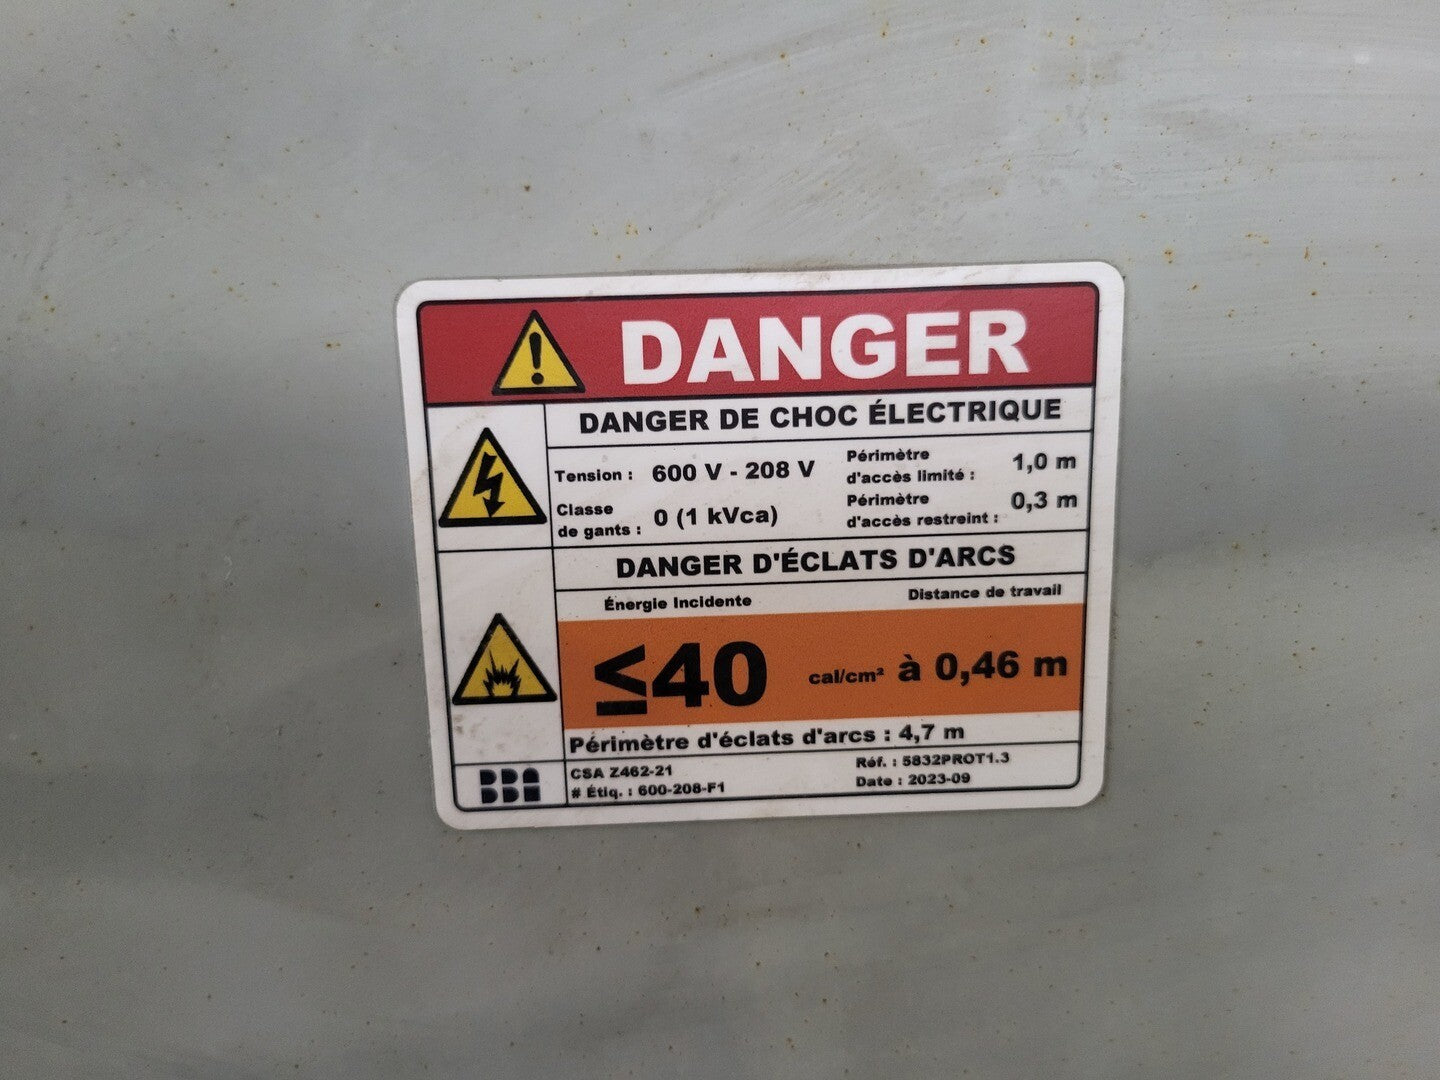 DANGER
DANGER DE CHOC ÉLECTRIQUE
Tension : 600 V - 208 V
Périmètre
d'accès limité : 1,0 m
Classe
de gants : 0 (1 kVca)
Périmètre
d'accès restreint : 0,3 m
DANGER D'ÉCLATS D'ARCS
Énergie Incidente Distance de travail
≤40 cal/cm² à 0,46 m
Périmètre d'éclats d'arcs : 4,7 m
BBA
CSA Z462-21 Réf. : 5832PROT1.3
# Étiq. : 600-208-F1 Date : 2023-09